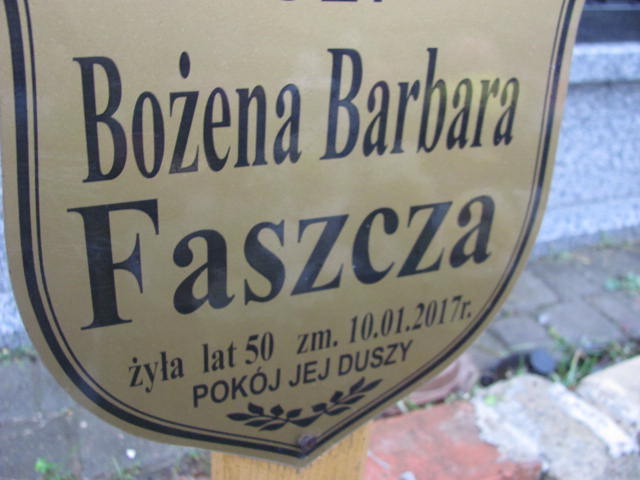 Bożena Barbara
Faszcza
żyła lat 50 zm. 10.01.2017r.
POKÓJ JEJ DUSZY